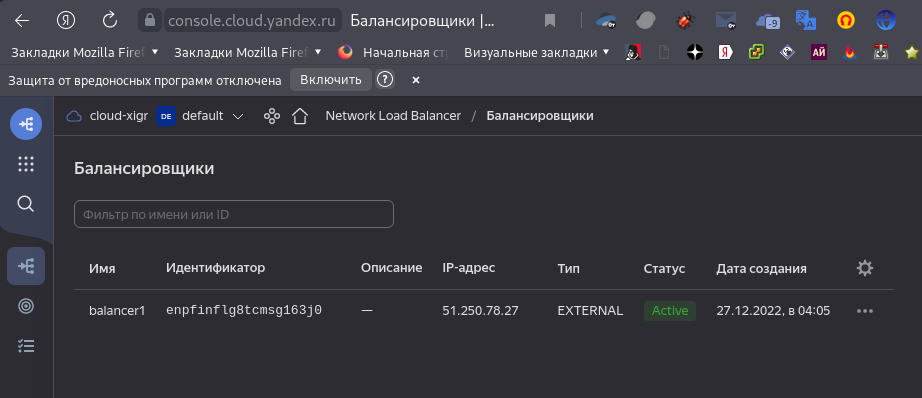 console.cloud.yandex.ru Балансировщики |...
-9
Закладки Mozilla Firef Закладки Mozilla Firef Начальная ст Визуальные закладки Я АЙ
Защита от вредоносных программ отключена Включить ?
cloud-xigr DE default Network Load Balancer / Балансировщики
Балансировщики
Фильтр по имени или ID
Имя Идентификатор Описание IP-адрес Тип Статус Дата создания
balancer1 enpfinflg8tcmsg163j0 — 51.250.78.27 EXTERNAL Active 27.12.2022, в 04:05